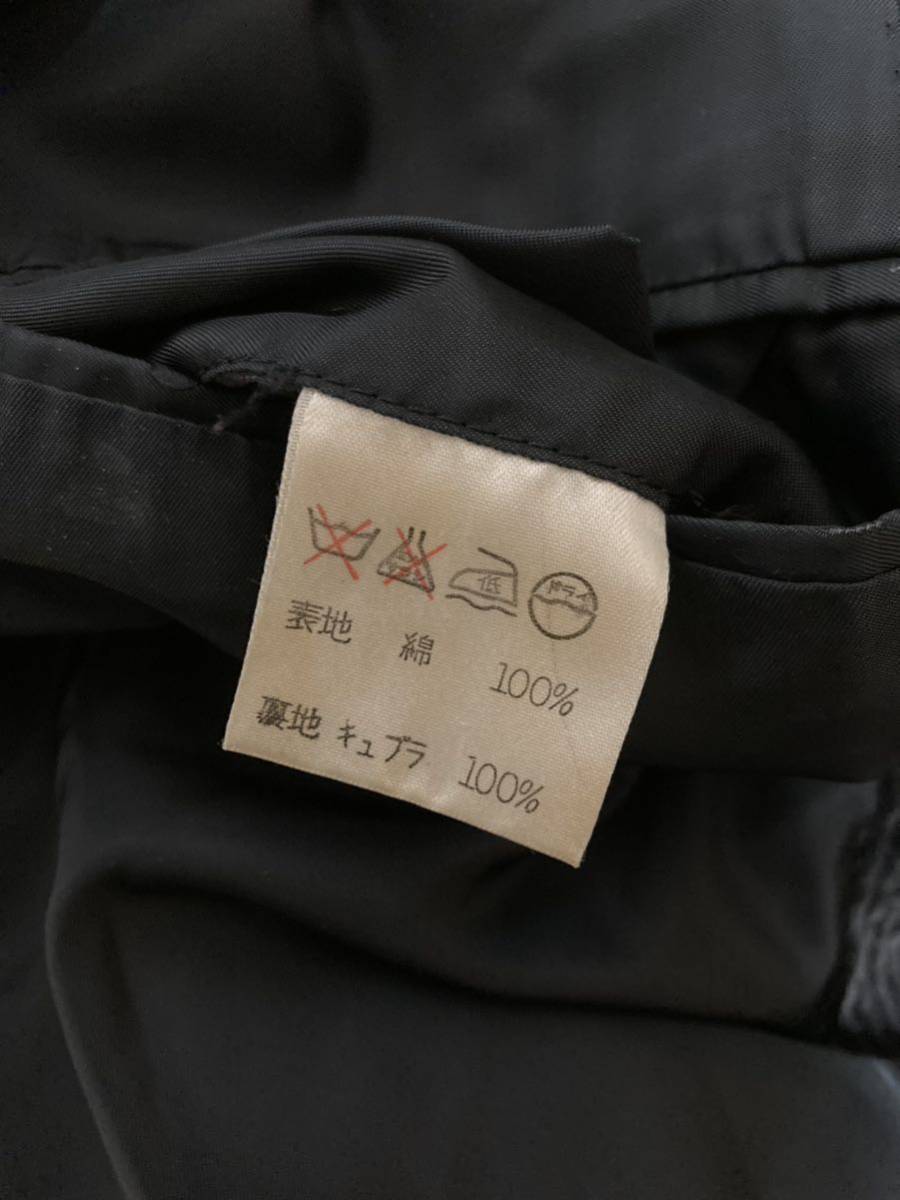 低 ドライ
表地 綿 100%
裏地 キュプラ 100%